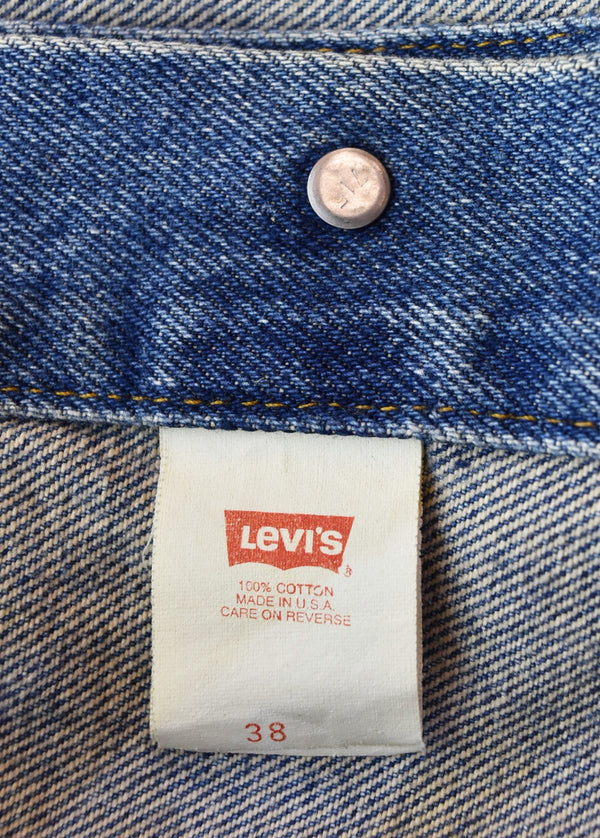 LEVI'S
®
100% COTTON
MADE IN U.S.A.
CARE ON REVERSE
38